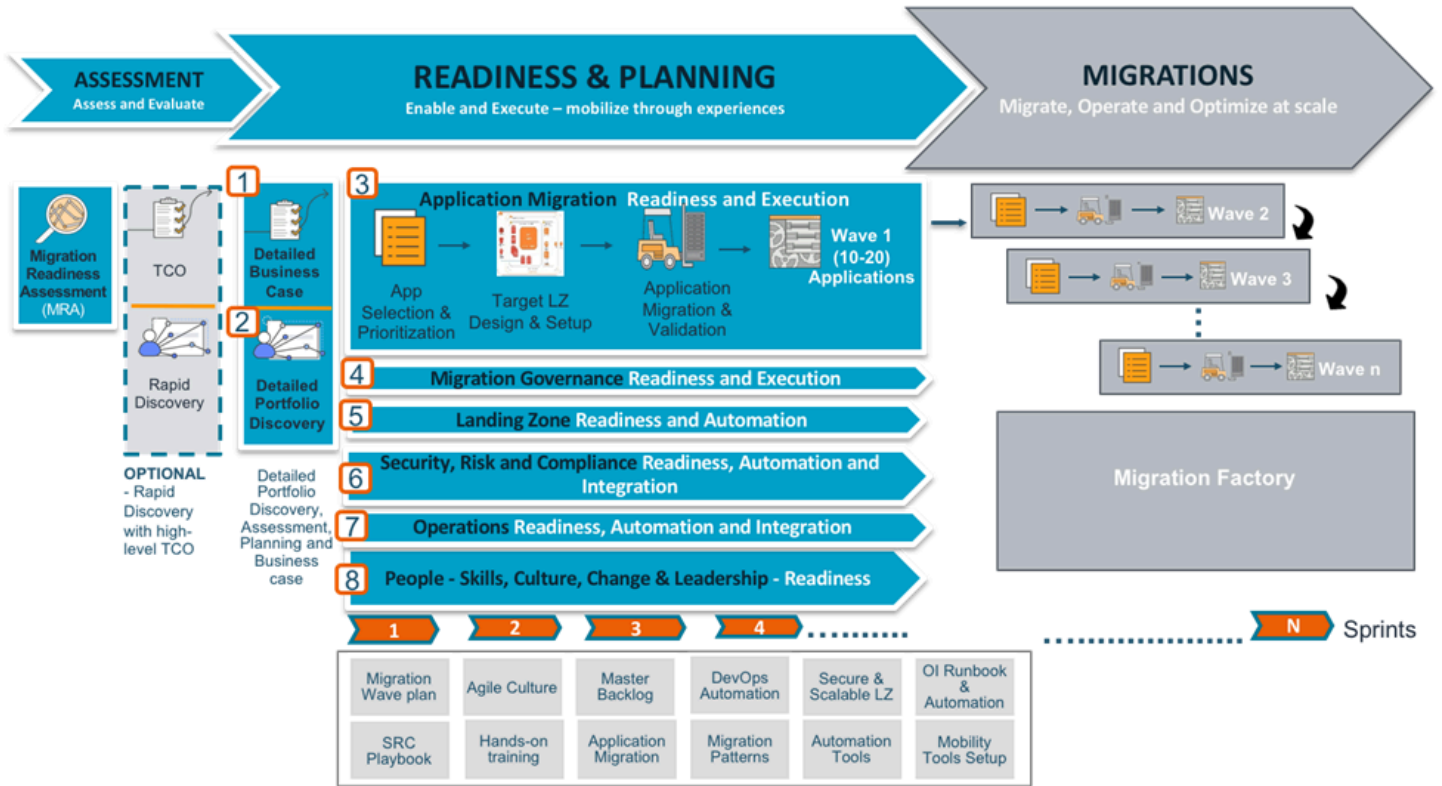 ASSESSMENT
Assess and Evaluate
READINESS & PLANNING
Enable and Execute – mobilize through experiences
MIGRATIONS
Migrate, Operate and Optimize at scale
Migration
Readiness
Assessment
(MRA)
TCO
Rapid
Discovery
OPTIONAL
- Rapid
Discovery
with high-
level TCO
1
Detailed
Business
Case
2
Detailed
Portfolio
Discovery
Detailed
Portfolio
Discovery,
Assessment,
Planning and
Business
case
3
Application Migration Readiness and Execution
App
Selection &
Prioritization
Target LZ
Design & Setup
Application
Migration &
Validation
Wave 1
(10-20)
Applications
4
Migration Governance Readiness and Execution
5
Landing Zone Readiness and Automation
6
Security, Risk and Compliance Readiness, Automation and
Integration
7
Operations Readiness, Automation and Integration
8
People - Skills, Culture, Change & Leadership - Readiness
Wave 2
Wave 3
Wave n
Migration Factory
1
2
3
4
N
Sprints
Migration
Wave plan
Agile Culture
Master
Backlog
DevOps
Automation
Secure &
Scalable LZ
OI Runbook
&
Automation
SRC
Playbook
Hands-on
training
Application
Migration
Migration
Patterns
Automation
Tools
Mobility
Tools Setup